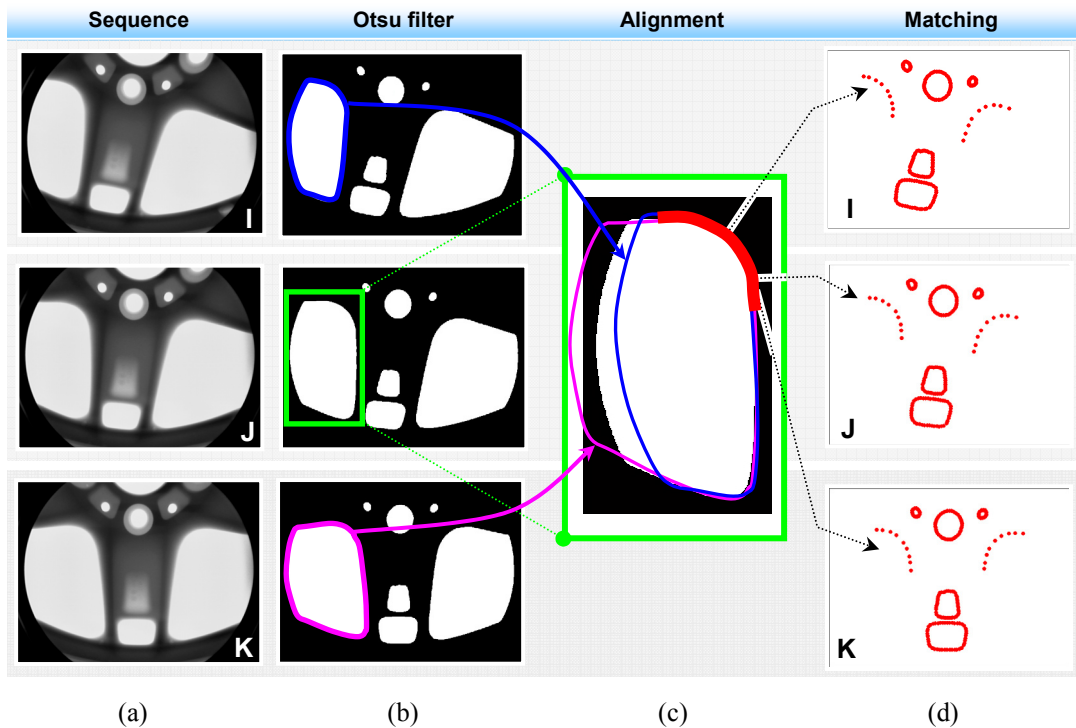 Sequence Otsu filter Alignment Matching
I I
J J
K K
(a) (b) (c) (d)